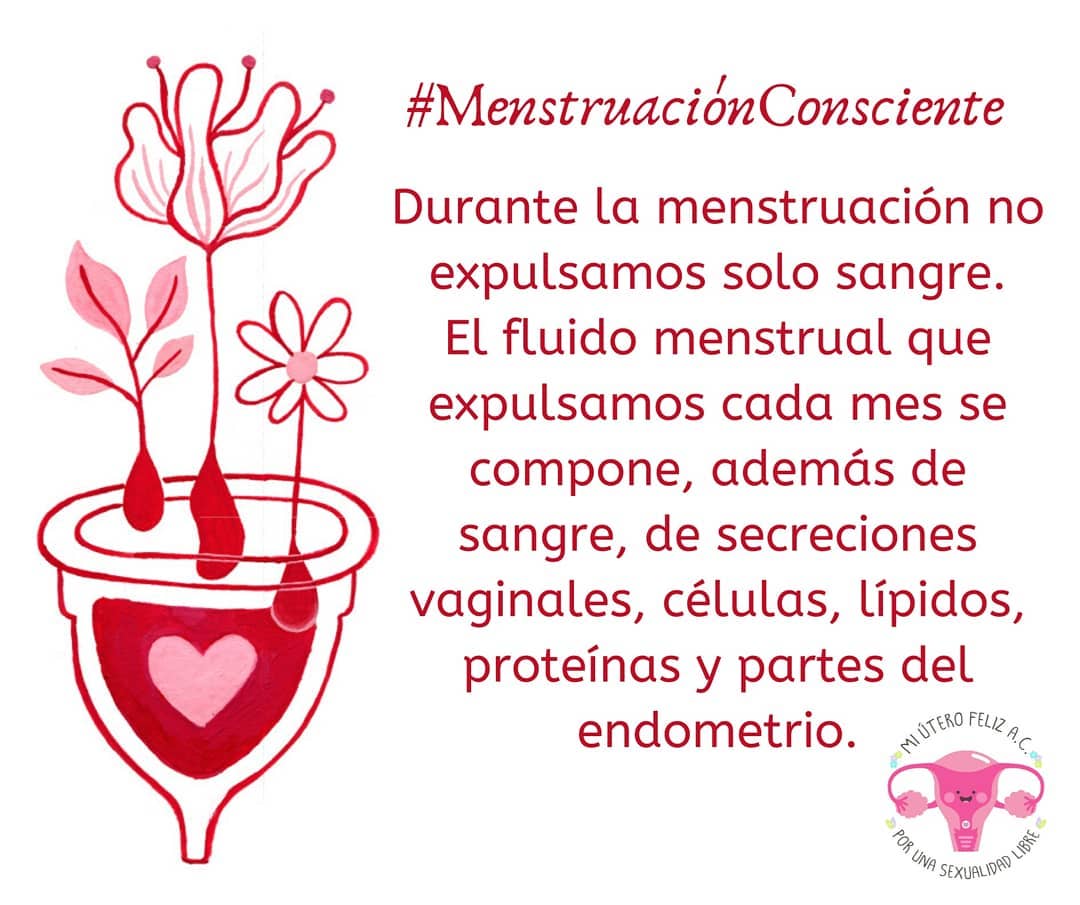 #MenstruaciónConsciente
Durante la menstruación no
expulsamos solo sangre.
El fluido menstrual que
expulsamos cada mes se
compone, además de
sangre, de secreciones
vaginales, células, lípidos,
proteínas y partes del
endometrio.
MI ÚTERO FELIZ A.C.
POR UNA SEXUALIDAD LIBRE